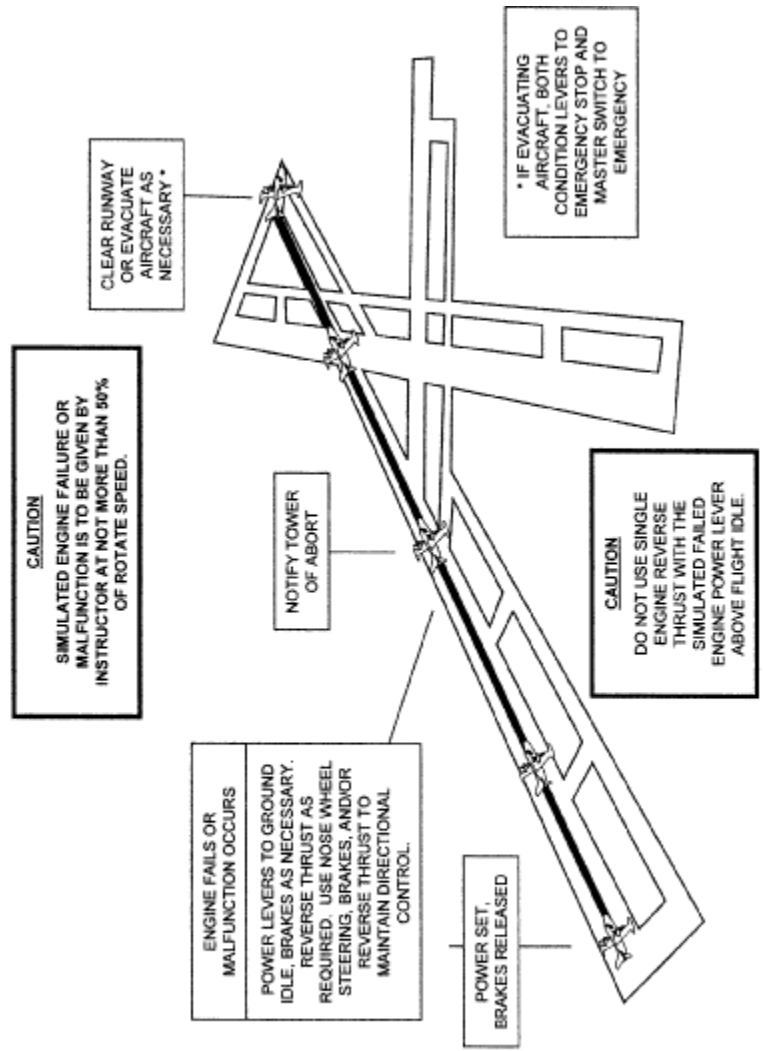 CAUTION
SIMULATED ENGINE FAILURE OR
MALFUNCTION IS TO BE GIVEN BY
INSTRUCTOR AT NOT MORE THAN 50%
OF ROTATE SPEED.
CLEAR RUNWAY
OR EVACUATE
AIRCRAFT AS
NECESSARY *
ENGINE FAILS OR
MALFUNCTION OCCURS
POWER LEVERS TO GROUND
IDLE, BRAKES AS NECESSARY.
REVERSE THRUST AS
REQUIRED. USE NOSE WHEEL
STEERING, BRAKES, AND/OR
REVERSE THRUST TO
MAINTAIN DIRECTIONAL
CONTROL.
NOTIFY TOWER
OF ABORT
POWER SET,
BRAKES RELEASED
* IF EVACUATING
AIRCRAFT, BOTH
CONDITION LEVERS TO
EMERGENCY STOP AND
MASTER SWITCH TO
EMERGENCY
CAUTION
DO NOT USE SINGLE
ENGINE REVERSE
THRUST WITH THE
SIMULATED FAILED
ENGINE POWER LEVER
ABOVE FLIGHT IDLE.